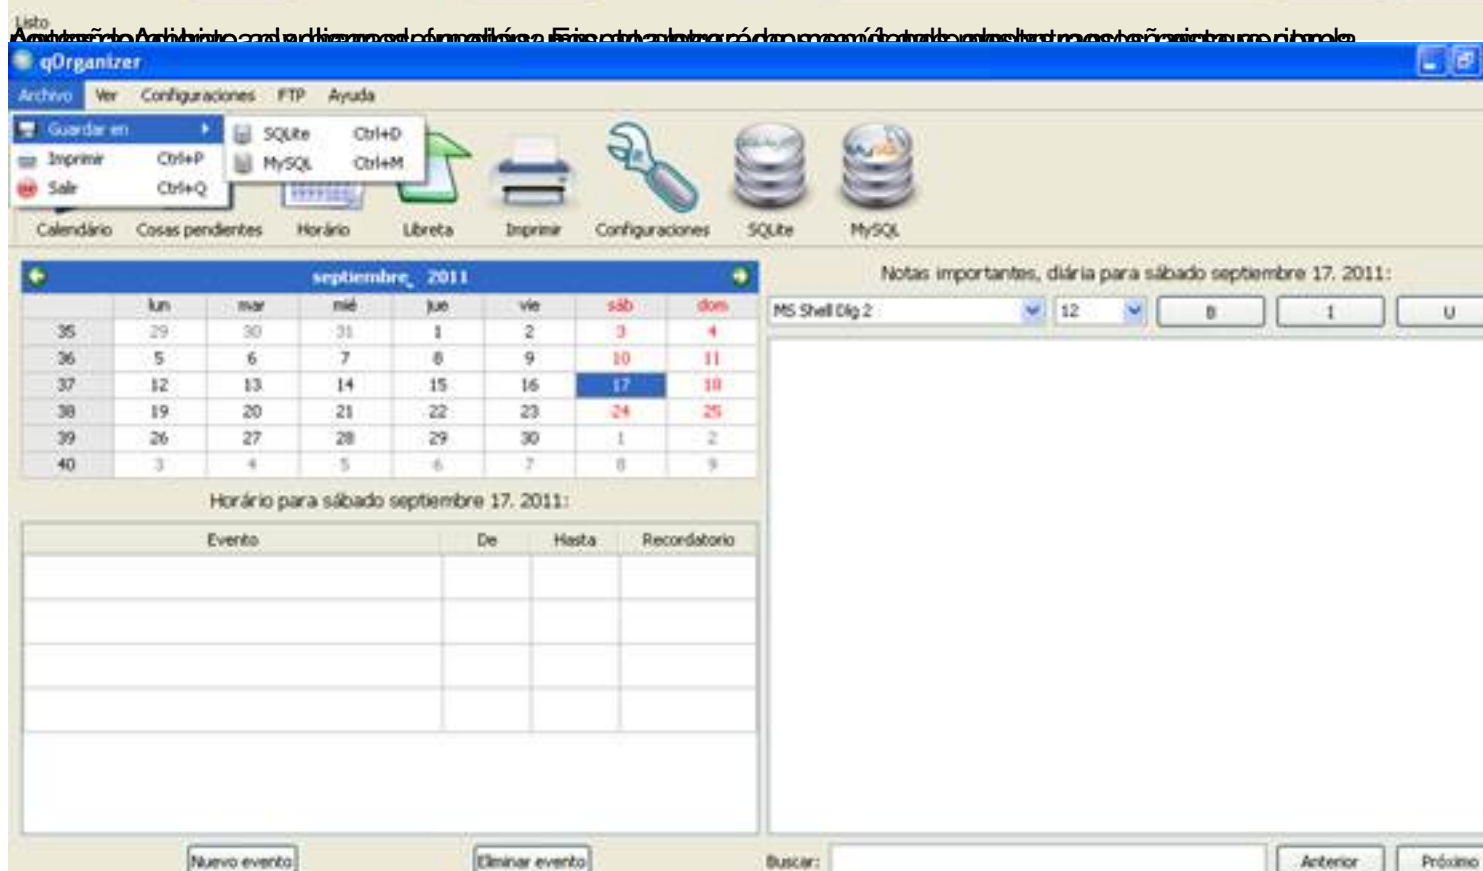 Listo
qOrganizer
Archivo Ver Configuraciones FTP Ayuda
Guardar en SQLite Ctrl+D
Imprimir Ctrl+P MySQL Ctrl+M
Salir Ctrl+Q
Calendário Cosas pendientes Horário Libreta Imprimir Configuraciones SQLite MySQL
septiembre, 2011
lun mar mié jue vie sáb dom
35 29 30 31 1 2 3 4
36 5 6 7 8 9 10 11
37 12 13 14 15 16 17 18
38 19 20 21 22 23 24 25
39 26 27 28 29 30 1 2
40 3 4 5 6 7 8 9
Horário para sábado septiembre 17. 2011:
Evento De Hasta Recordatorio
Nuevo evento Eliminar evento
Notas importantes, diária para sábado septiembre 17. 2011:
MS Shell Dlg 2 12 B I U
Buscar: Anterior Próximo